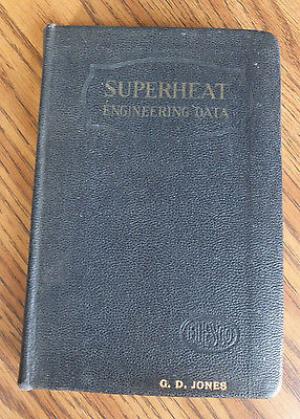 SUPERHEAT
ENGINEERING DATA
G. D. JONES